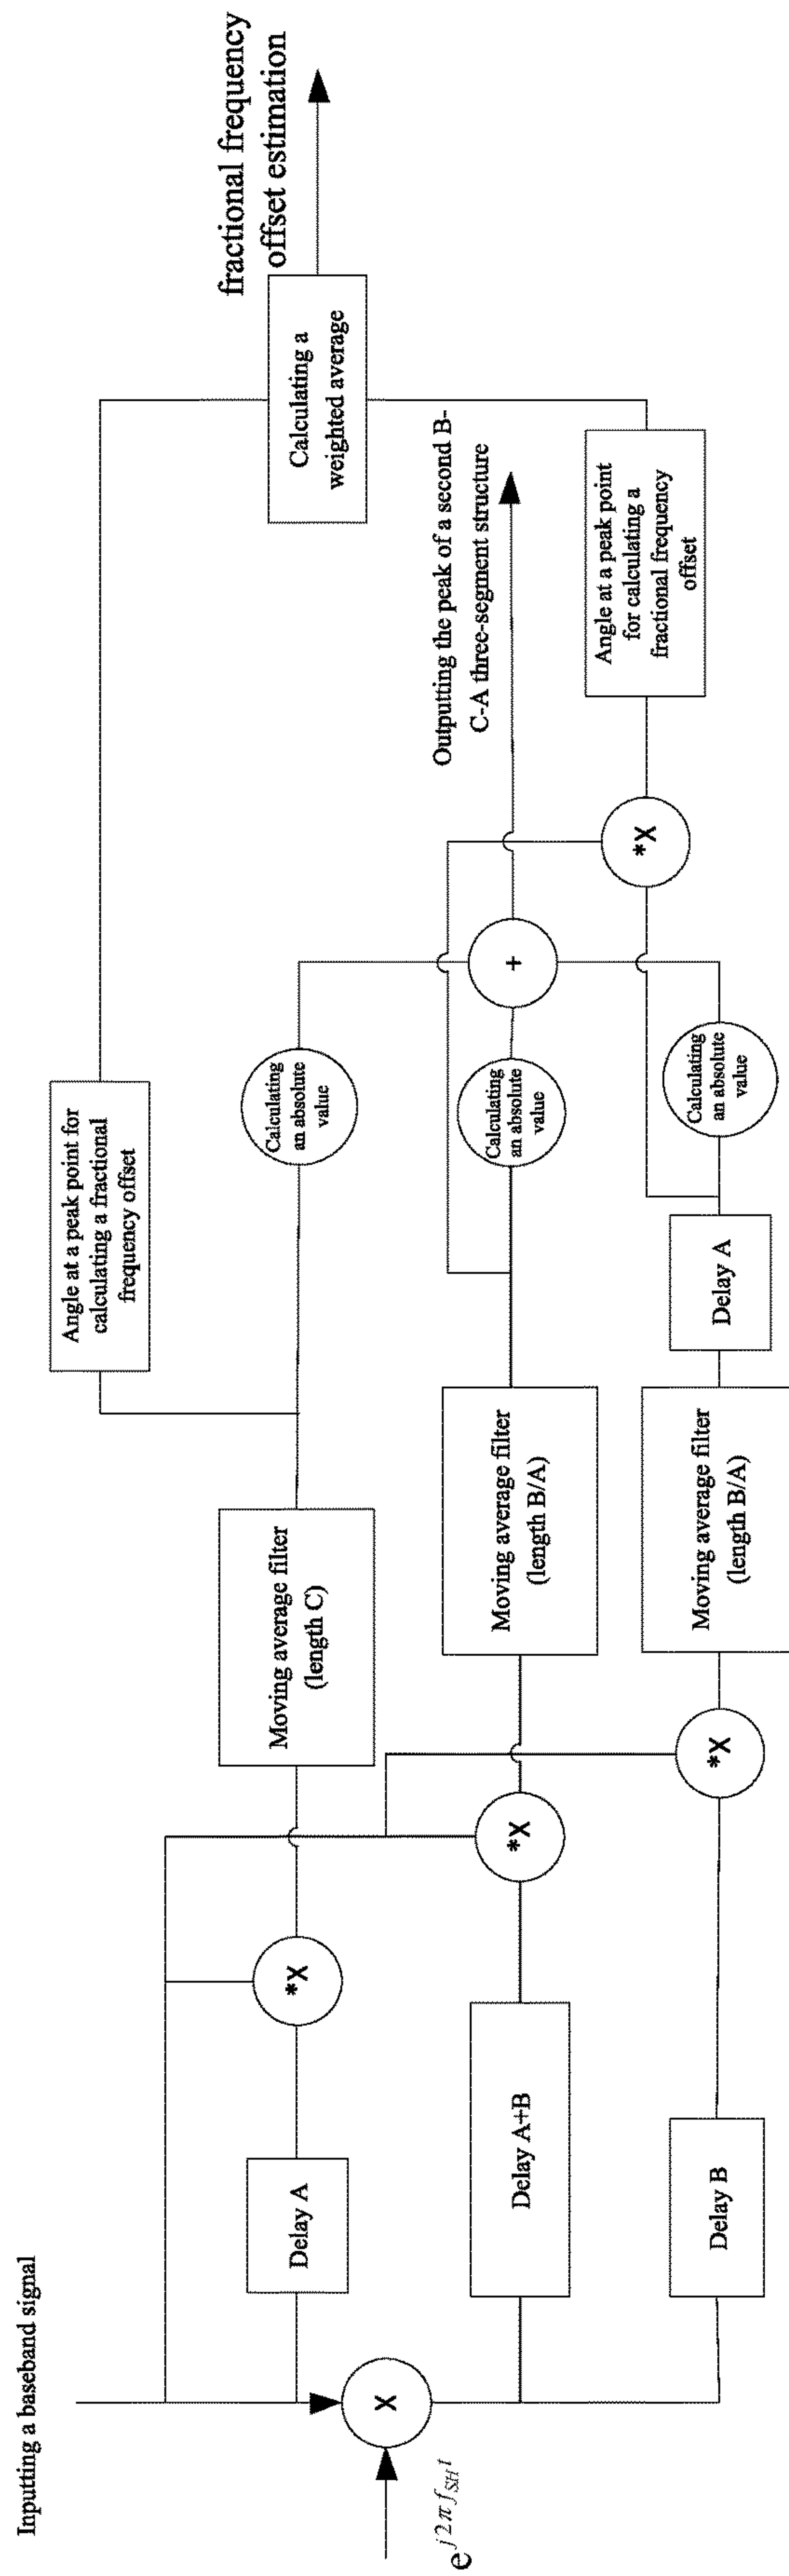 Inputting a baseband signal
e^{j2πf_{SH}t}
X
Delay A
Delay A+B
Delay B
*X
*X
*X
Moving average filter
(length C)
Moving average filter
(length B/A)
Moving average filter
(length B/A)
Delay A
Angle at a peak point for
calculating a fractional
frequency offset
Calculating
an absolute
value
Calculating
an absolute
value
Calculating
an absolute
value
+
*X
Outputting the peak of a second B-
C-A three-segment structure
Angle at a peak point
for calculating a
fractional frequency
offset
Calculating a
weighted average
fractional frequency
offset estimation